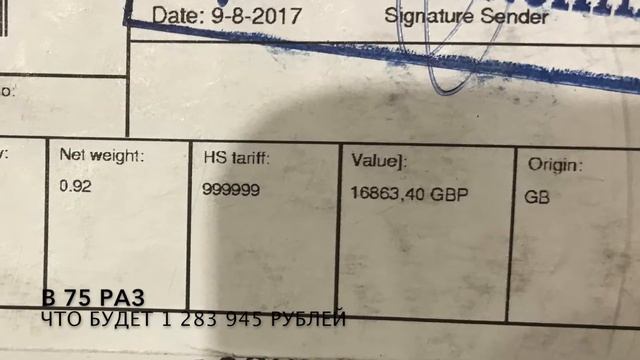 Date: 9-8-2017
Signature Sender
o:
y:
Net weight:
HS tariff:
Value]:
Origin:
0.92
999999
16863,40 GBP
GB
В 75 РАЗ
ЧТО БУДЕТ 1 283 945 РУБЛЕЙ